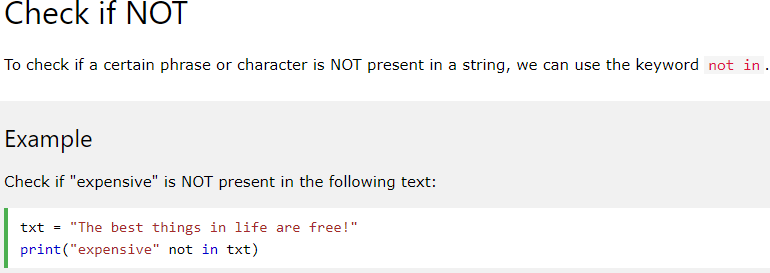 Check if NOT
To check if a certain phrase or character is NOT present in a string, we can use the keyword not in.
Example
Check if "expensive" is NOT present in the following text:
txt = "The best things in life are free!"
print("expensive" not in txt)